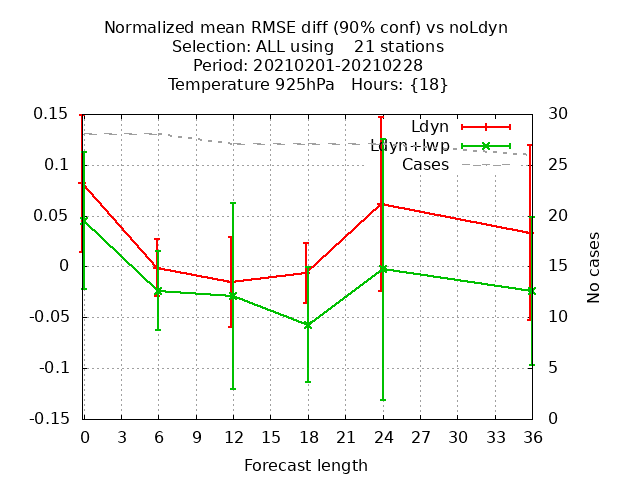 Normalized mean RMSE diff (90% conf) vs noLdyn
Selection: ALL using    21 stations
Period: 20210201-20210228
Temperature 925hPa   Hours: {18}
0.15
0.1
0.05
0
-0.05
-0.1
-0.15
30
25
20
15
10
5
0
Ldyn
Ldyn+lwp
Cases
No cases
0 3 6 9 12 15 18 21 24 27 30 33 36
Forecast length